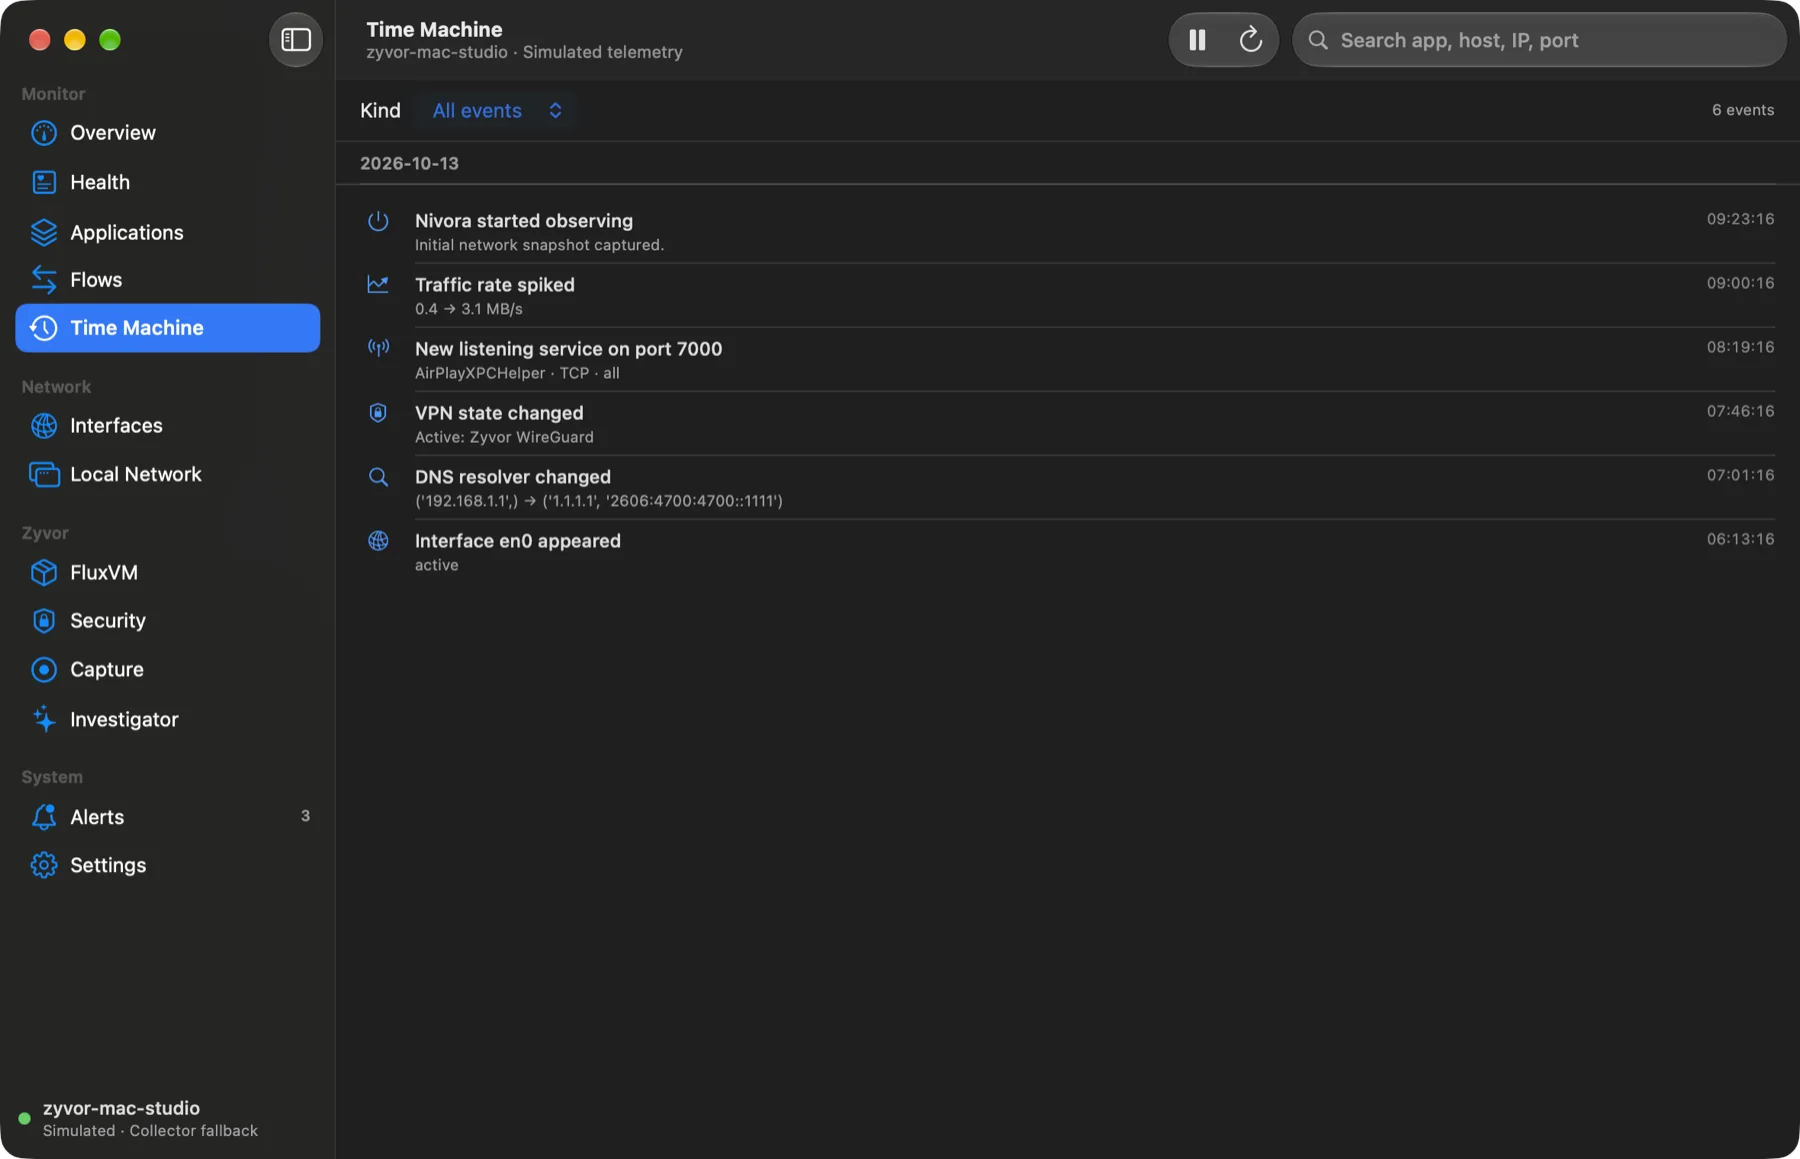 Monitor
Overview
Health
Applications
Flows
Time Machine
Network
Interfaces
Local Network
Zyvor
FluxVM
Security
Capture
Investigator
System
Alerts 3
Settings
zyvor-mac-studio
Simulated · Collector fallback
Time Machine
zyvor-mac-studio · Simulated telemetry
Search app, host, IP, port
Kind All events 6 events
2026-10-13
Nivora started observing 09:23:16
Initial network snapshot captured.
Traffic rate spiked 09:00:16
0.4 → 3.1 MB/s
New listening service on port 7000 08:19:16
AirPlayXPCHelper · TCP · all
VPN state changed 07:46:16
Active: Zyvor WireGuard
DNS resolver changed 07:01:16
('192.168.1.1',) → ('1.1.1.1', '2606:4700:4700::1111')
Interface en0 appeared 06:13:16
active